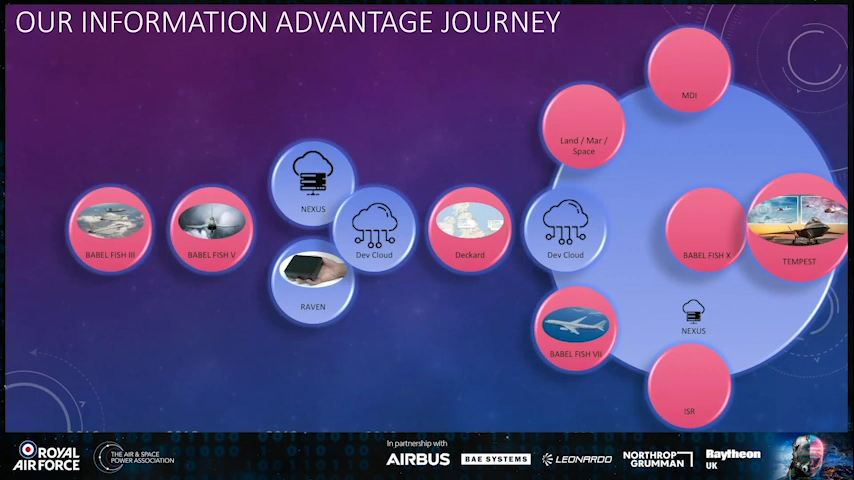 OUR INFORMATION ADVANTAGE JOURNEY
MDI
Land / Mar /
Space
NEXUS
BABEL FISH III
BABEL FISH V
Dev Cloud
Deckard
Dev Cloud
BABEL FISH X
TEMPEST
RAVEN
NEXUS
BABEL FISH VII
ISR
ROYAL
AIR FORCE
THE AIR & SPACE
POWER ASSOCIATION
In partnership with
AIRBUS
BAE SYSTEMS
LEONARDO
NORTHROP
GRUMMAN
Raytheon
UK